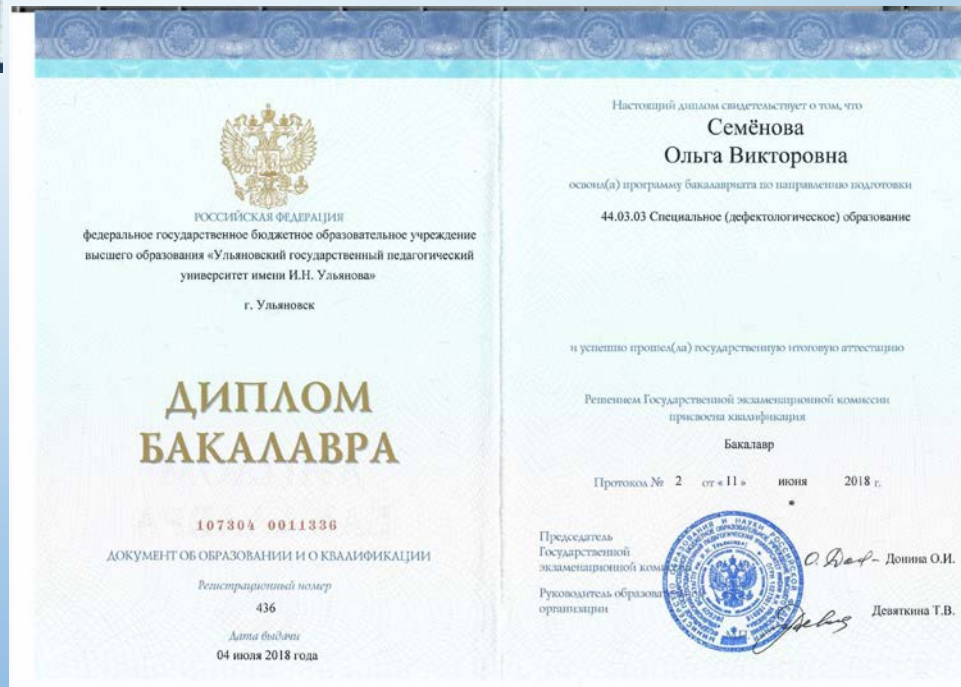 РОССИЙСКАЯ ФЕДЕРАЦИЯ
федеральное государственное бюджетное образовательное учреждение
высшего образования «Ульяновский государственный педагогический
университет имени И.Н. Ульянова»
г. Ульяновск
ДИПЛОМ
БАКАЛАВРА
107304 0011336
ДОКУМЕНТ ОБ ОБРАЗОВАНИИ И О КВАЛИФИКАЦИИ
Регистрационный номер
436
Дата выдачи
04 июля 2018 года
Настоящий диплом свидетельствует о том, что
Семёнова
Ольга Викторовна
освоил(а) программу бакалавриата по направлению подготовки
44.03.03 Специальное (дефектологическое) образование
и успешно прошел(ла) государственную итоговую аттестацию
Решением Государственной экзаменационной комиссии
присвоена квалификация
Бакалавр
Протокол № 2 от «11» июня 2018 г.
Председатель
Государственной
экзаменационной
Донина О.И.
Руководитель
организации
Девяткина Т.В.